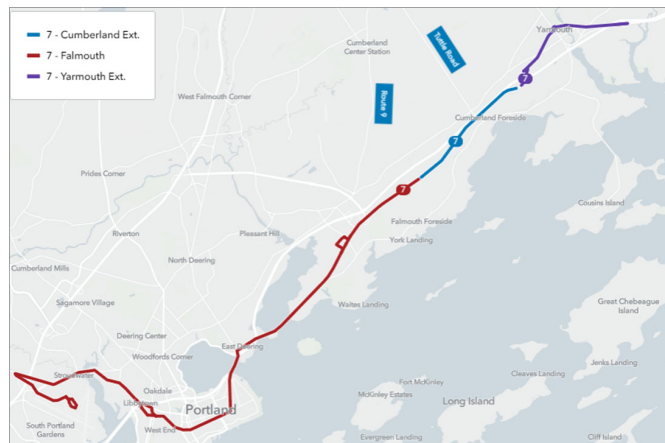 7 - Cumberland Ext.
7 - Falmouth
7 - Yarmouth Ext.
Yarmouth
Tuttle Road
Cumberland
Center Station
7
West Falmouth Corner
Route 9
Cumberland Foreside
7
Prides Corner
7
Cousins Island
Falmouth Foreside
Riverton
Pleasant Hill
York Landing
North Deering
Cumberland Mills
Sagamore Village
Waites Landing
Great Chebeague
Island
Deering Center
East Deering
Woodfords Corner
Jenks Landing
Stroudwater
Cleaves Landing
Fort McKinley
Oakdale
McKinley Estates
Libbytown
Portland
Long Island
South Portland
Gardens
West End
Evergreen Landing
Cliff Island